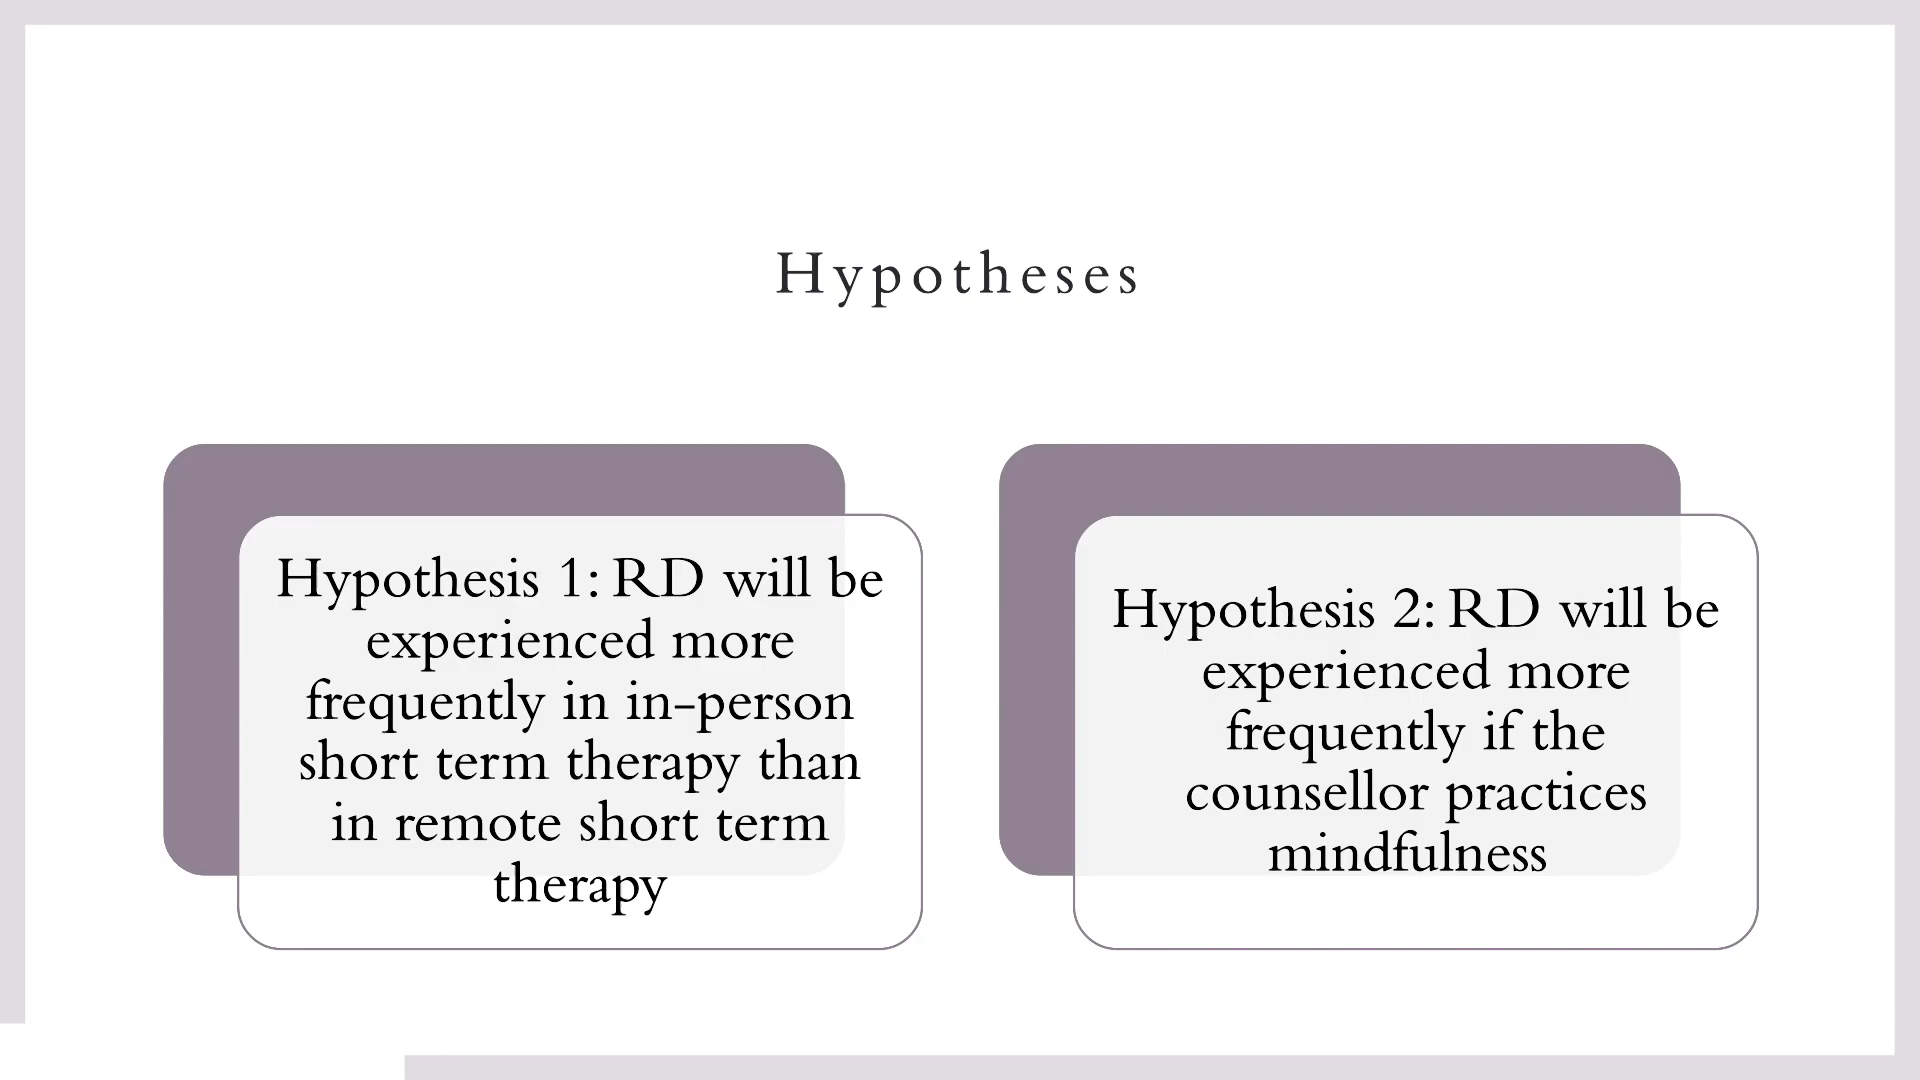 Hypotheses
Hypothesis 1: RD will be
experienced more
frequently in in-person
short term therapy than
in remote short term
therapy
Hypothesis 2: RD will be
experienced more
frequently if the
counsellor practices
mindfulness